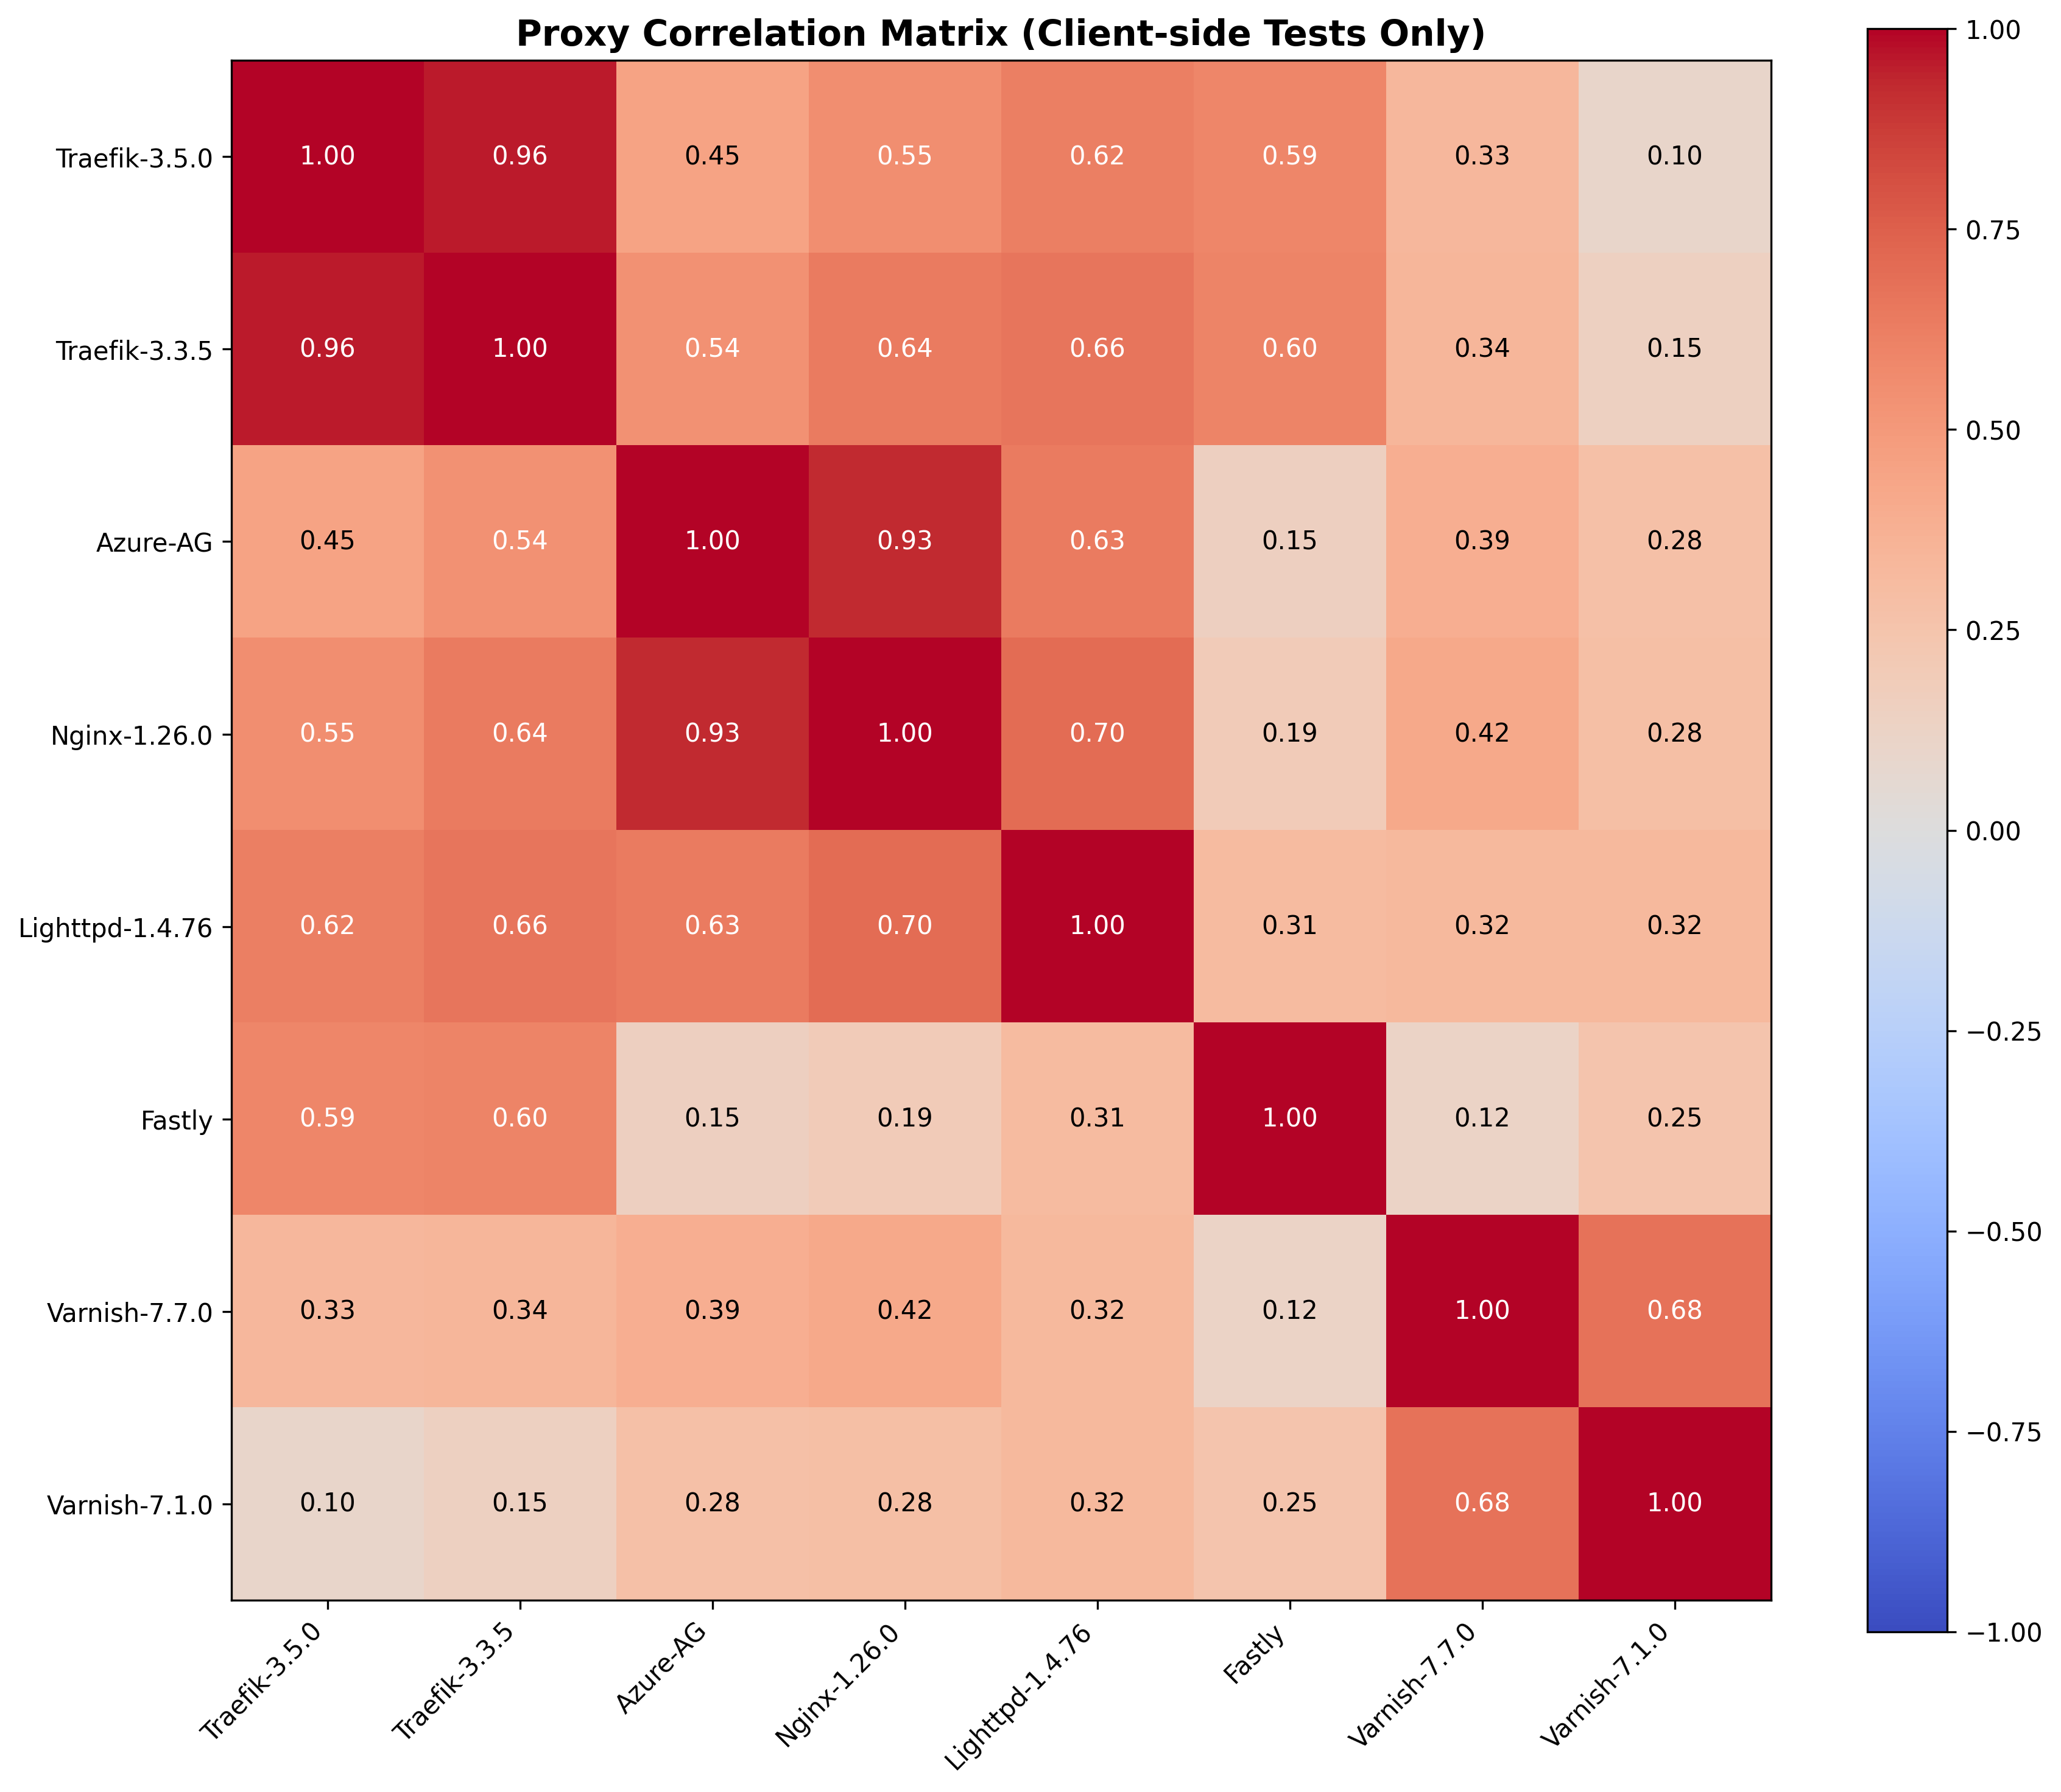 Proxy Correlation Matrix (Client-side Tests Only)
Traefik-3.5.0 1.00 0.96 0.45 0.55 0.62 0.59 0.33 0.10
Traefik-3.3.5 0.96 1.00 0.54 0.64 0.66 0.60 0.34 0.15
Azure-AG 0.45 0.54 1.00 0.93 0.63 0.15 0.39 0.28
Nginx-1.26.0 0.55 0.64 0.93 1.00 0.70 0.19 0.42 0.28
Lighttpd-1.4.76 0.62 0.66 0.63 0.70 1.00 0.31 0.32 0.32
Fastly 0.59 0.60 0.15 0.19 0.31 1.00 0.12 0.25
Varnish-7.7.0 0.33 0.34 0.39 0.42 0.32 0.12 1.00 0.68
Varnish-7.1.0 0.10 0.15 0.28 0.28 0.32 0.25 0.68 1.00
Traefik-3.5.0 Traefik-3.3.5 Azure-AG Nginx-1.26.0 Lighttpd-1.4.76 Fastly Varnish-7.7.0 Varnish-7.1.0
1.00
0.75
0.50
0.25
0.00
−0.25
−0.50
−0.75
−1.00